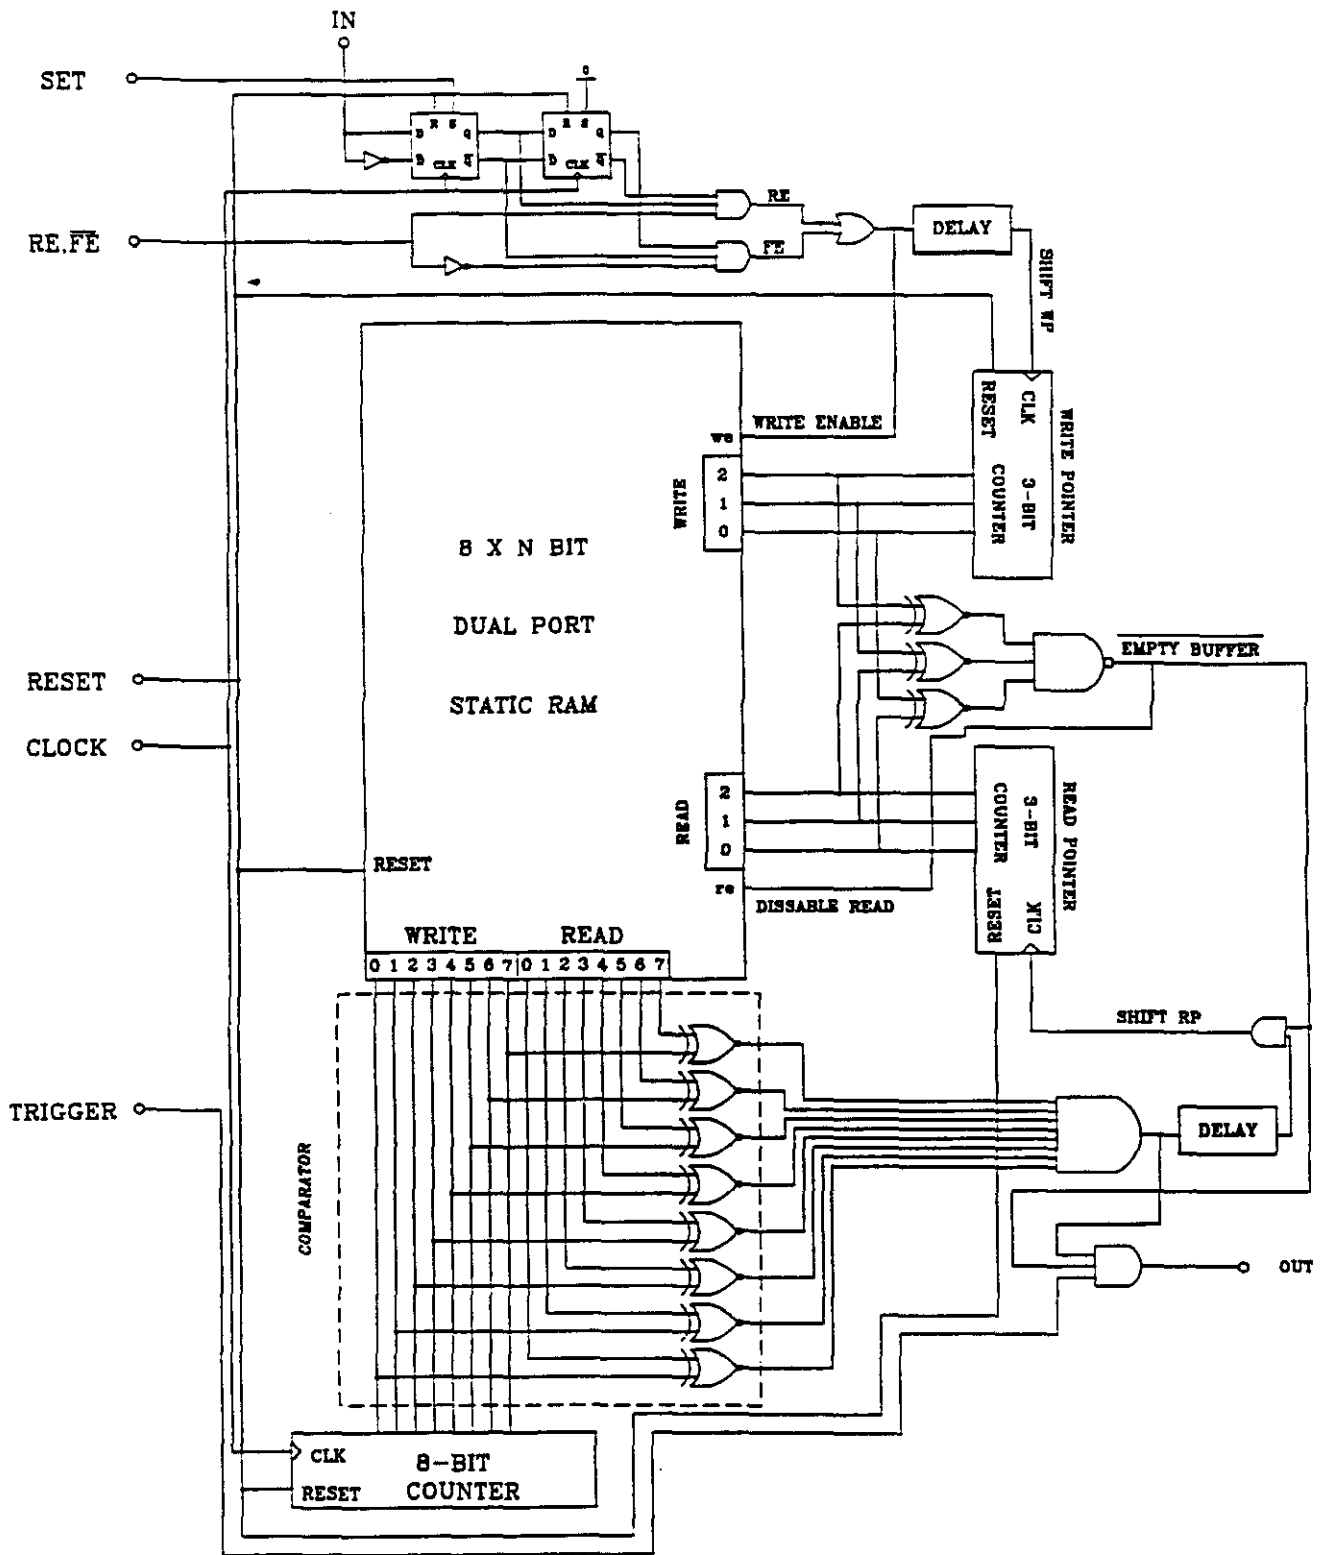 IN
SET
0
R S
R S
D Q
D Q
D CLK Q
D CLK Q
RE
RE.FE
FE
DELAY
SHIFT WP
CLK
RESET
3-BIT
COUNTER
WRITE POINTER
WRITE ENABLE
we
WRITE
2
1
0
8 X N BIT
DUAL PORT
STATIC RAM
EMPTY BUFFER
RESET
CLOCK
READ
2
1
0
3-BIT
COUNTER
READ POINTER
RESET
CLK
RESET
re
DISSABLE READ
WRITE READ
0 1 2 3 4 5 6 7 0 1 2 3 4 5 6 7
SHIFT RP
TRIGGER
DELAY
COMPARATOR
OUT
CLK
8-BIT
RESET
COUNTER